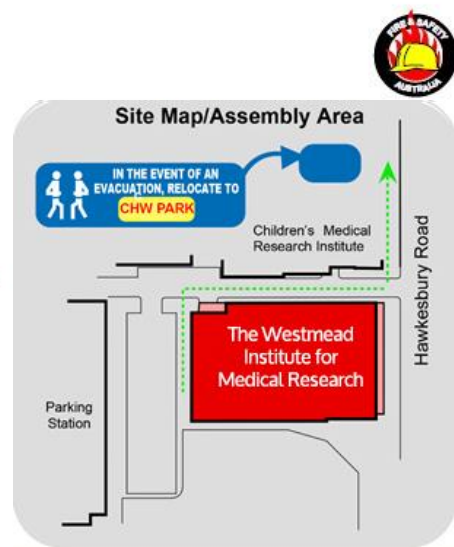 FIRE & SAFETY
AUSTRALIA
Site Map/Assembly Area
IN THE EVENT OF AN
EVACUATION, RELOCATE TO
CHW PARK
Children's Medical
Research Institute
Hawkesbury Road
The Westmead
Institute for
Medical Research
Parking
Station